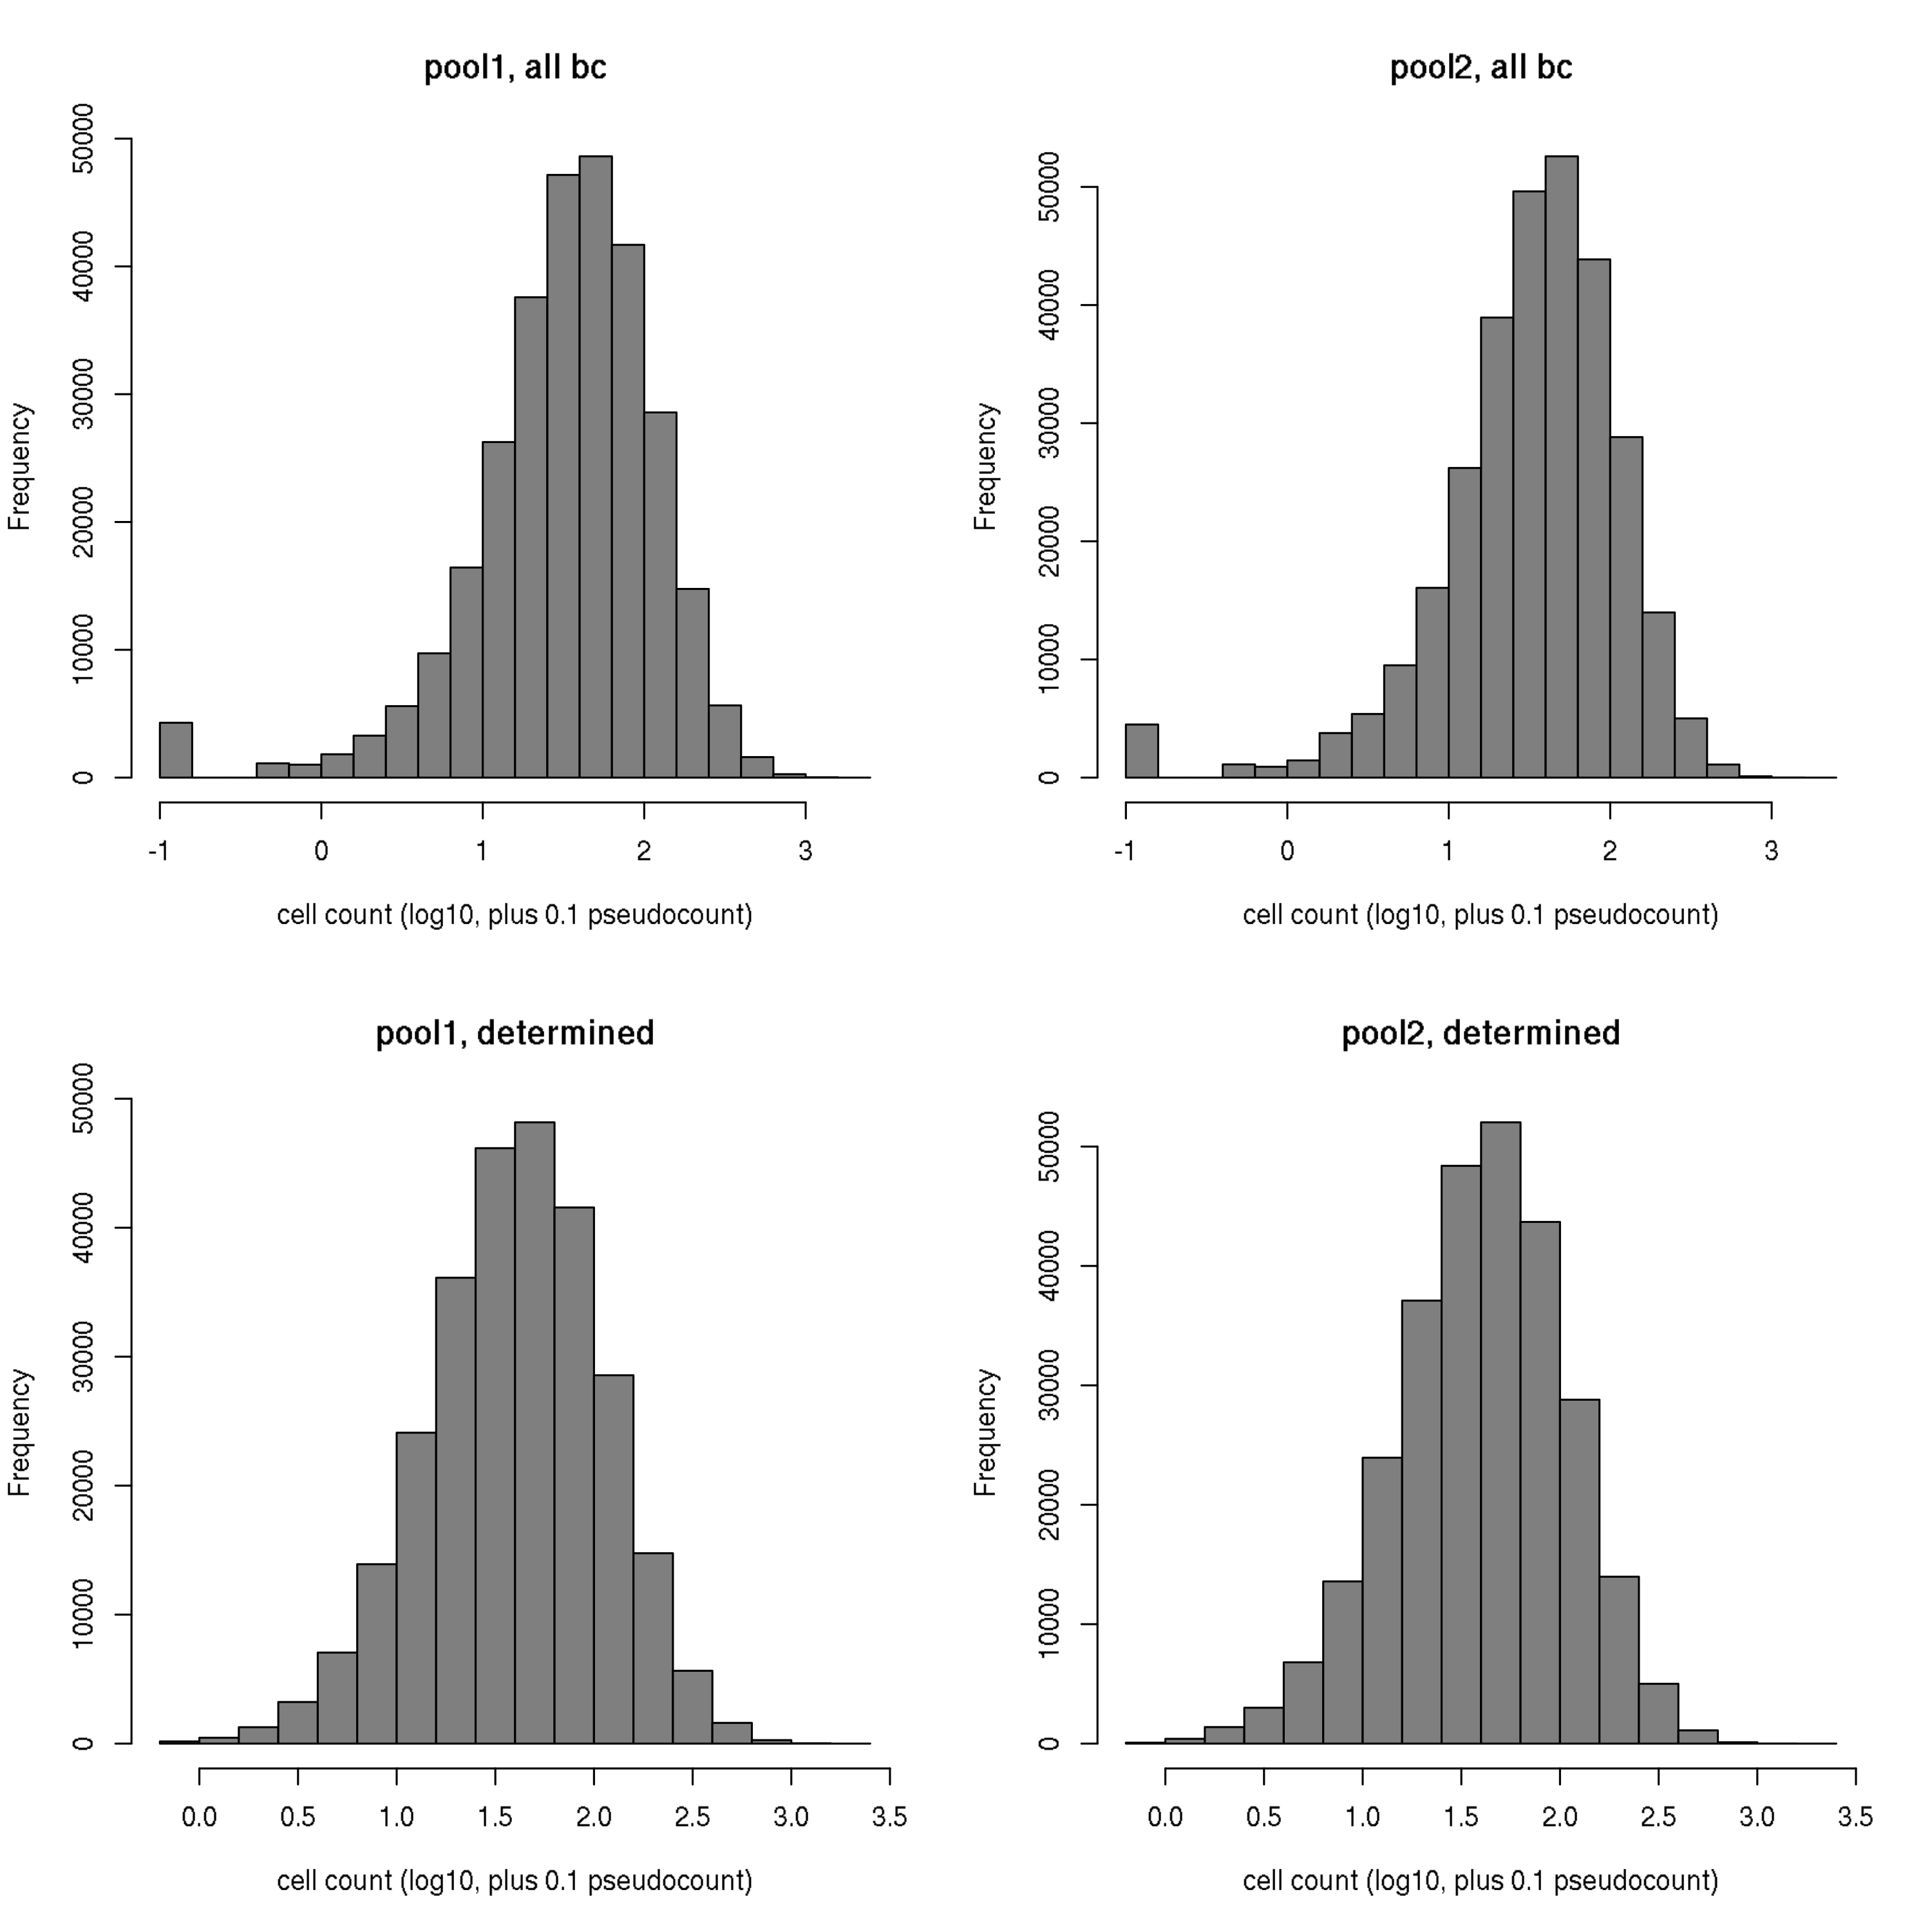 pool1, all bc
Frequency
50000
40000
30000
20000
10000
0
-1 0 1 2 3
cell count (log10, plus 0.1 pseudocount)
pool2, all bc
Frequency
50000
40000
30000
20000
10000
0
-1 0 1 2 3
cell count (log10, plus 0.1 pseudocount)
pool1, determined
Frequency
50000
40000
30000
20000
10000
0
0.0 0.5 1.0 1.5 2.0 2.5 3.0 3.5
cell count (log10, plus 0.1 pseudocount)
pool2, determined
Frequency
50000
40000
30000
20000
10000
0
0.0 0.5 1.0 1.5 2.0 2.5 3.0 3.5
cell count (log10, plus 0.1 pseudocount)